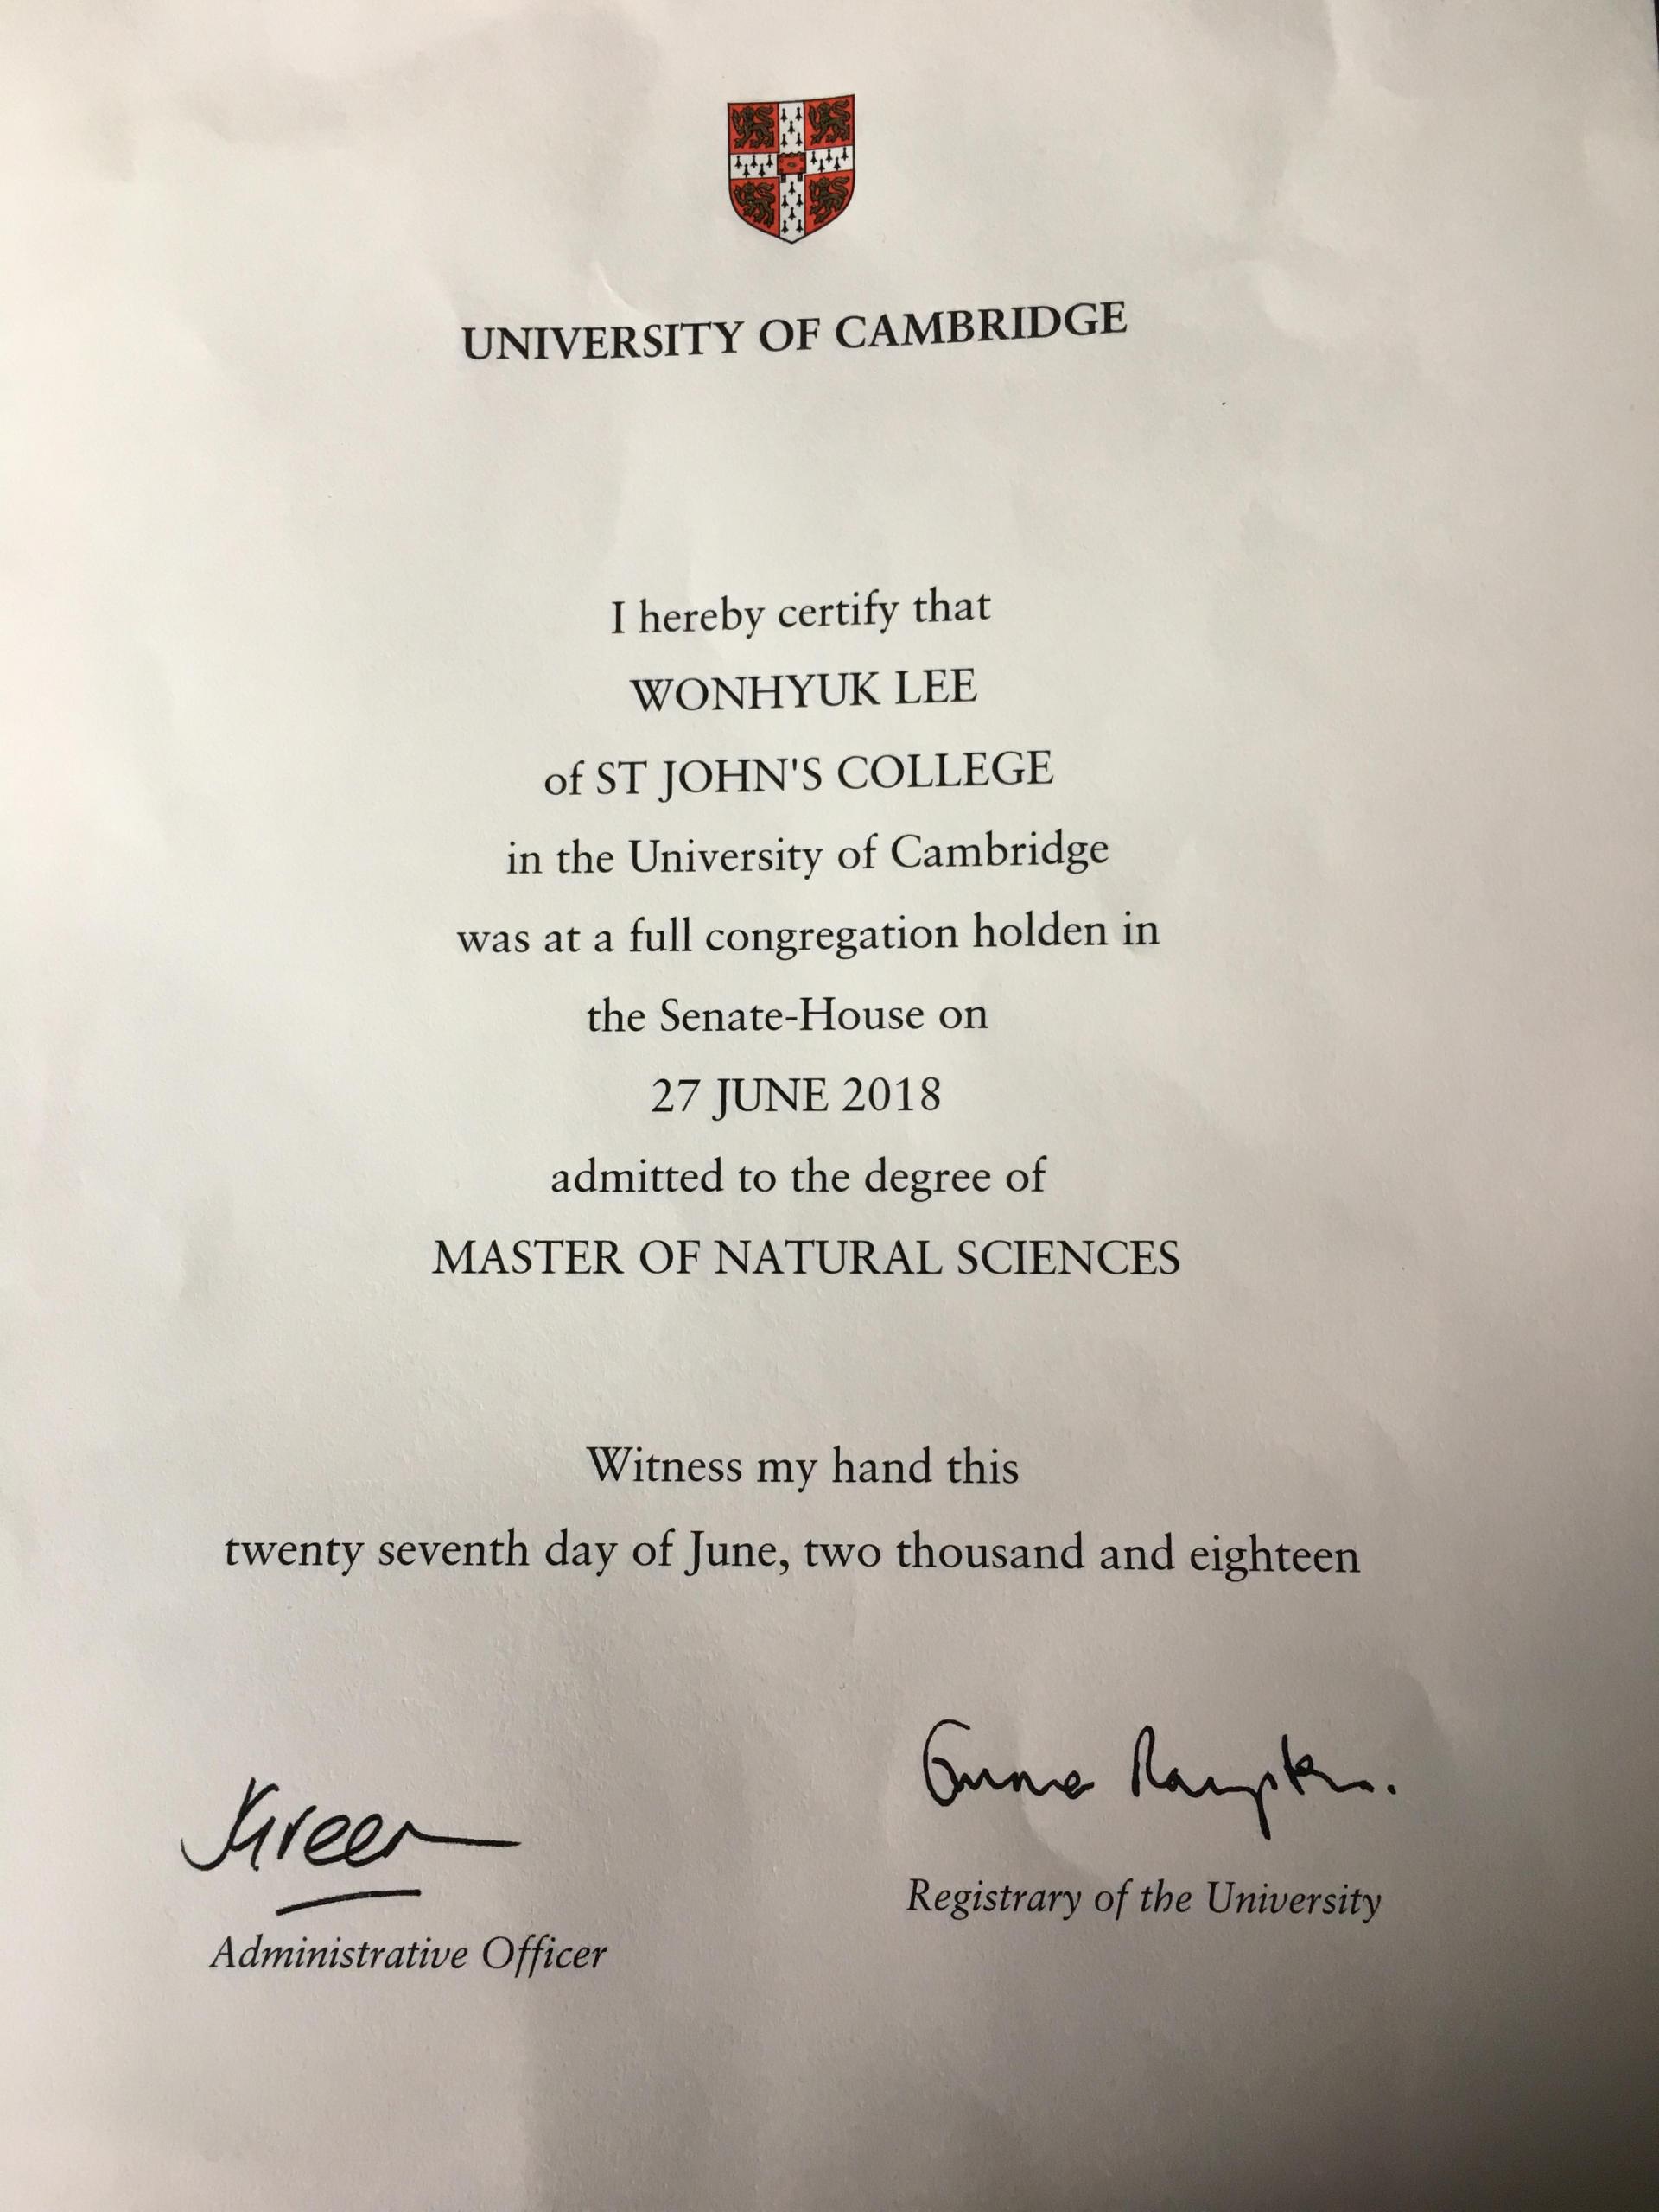 UNIVERSITY OF CAMBRIDGE
I hereby certify that
WONHYUK LEE
of ST JOHN'S COLLEGE
in the University of Cambridge
was at a full congregation holden in
the Senate-House on
27 JUNE 2018
admitted to the degree of
MASTER OF NATURAL SCIENCES
Witness my hand this
twenty seventh day of June, two thousand and eighteen
Registrary of the University
Administrative Officer